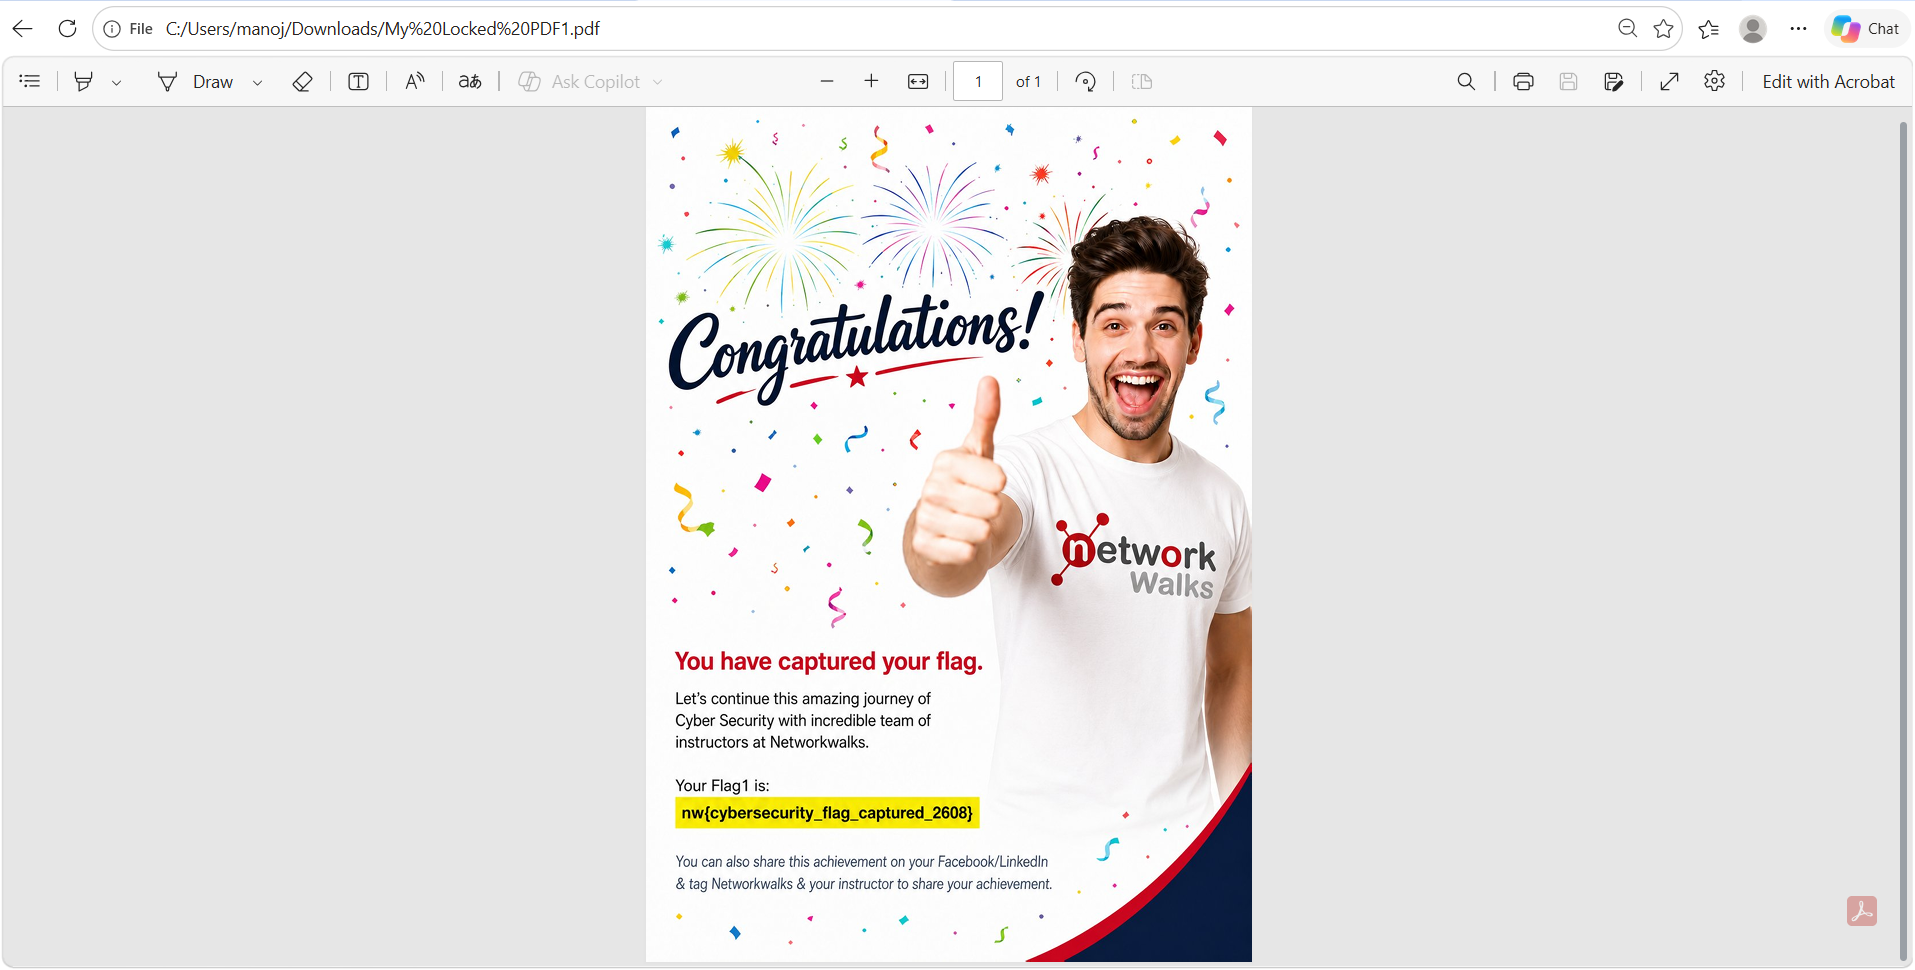 File C:/Users/manoj/Downloads/My%20Locked%20PDF1.pdf
Chat
Draw
Ask Copilot
1 of 1
Edit with Acrobat
Congratulations!
network
Walks
You have captured your flag.
Let's continue this amazing journey of
Cyber Security with incredible team of
instructors at Networkwalks.
Your Flag1 is:
nw{cybersecurity_flag_captured_2608}
You can also share this achievement on your Facebook/LinkedIn
& tag Networkwalks & your instructor to share your achievement.